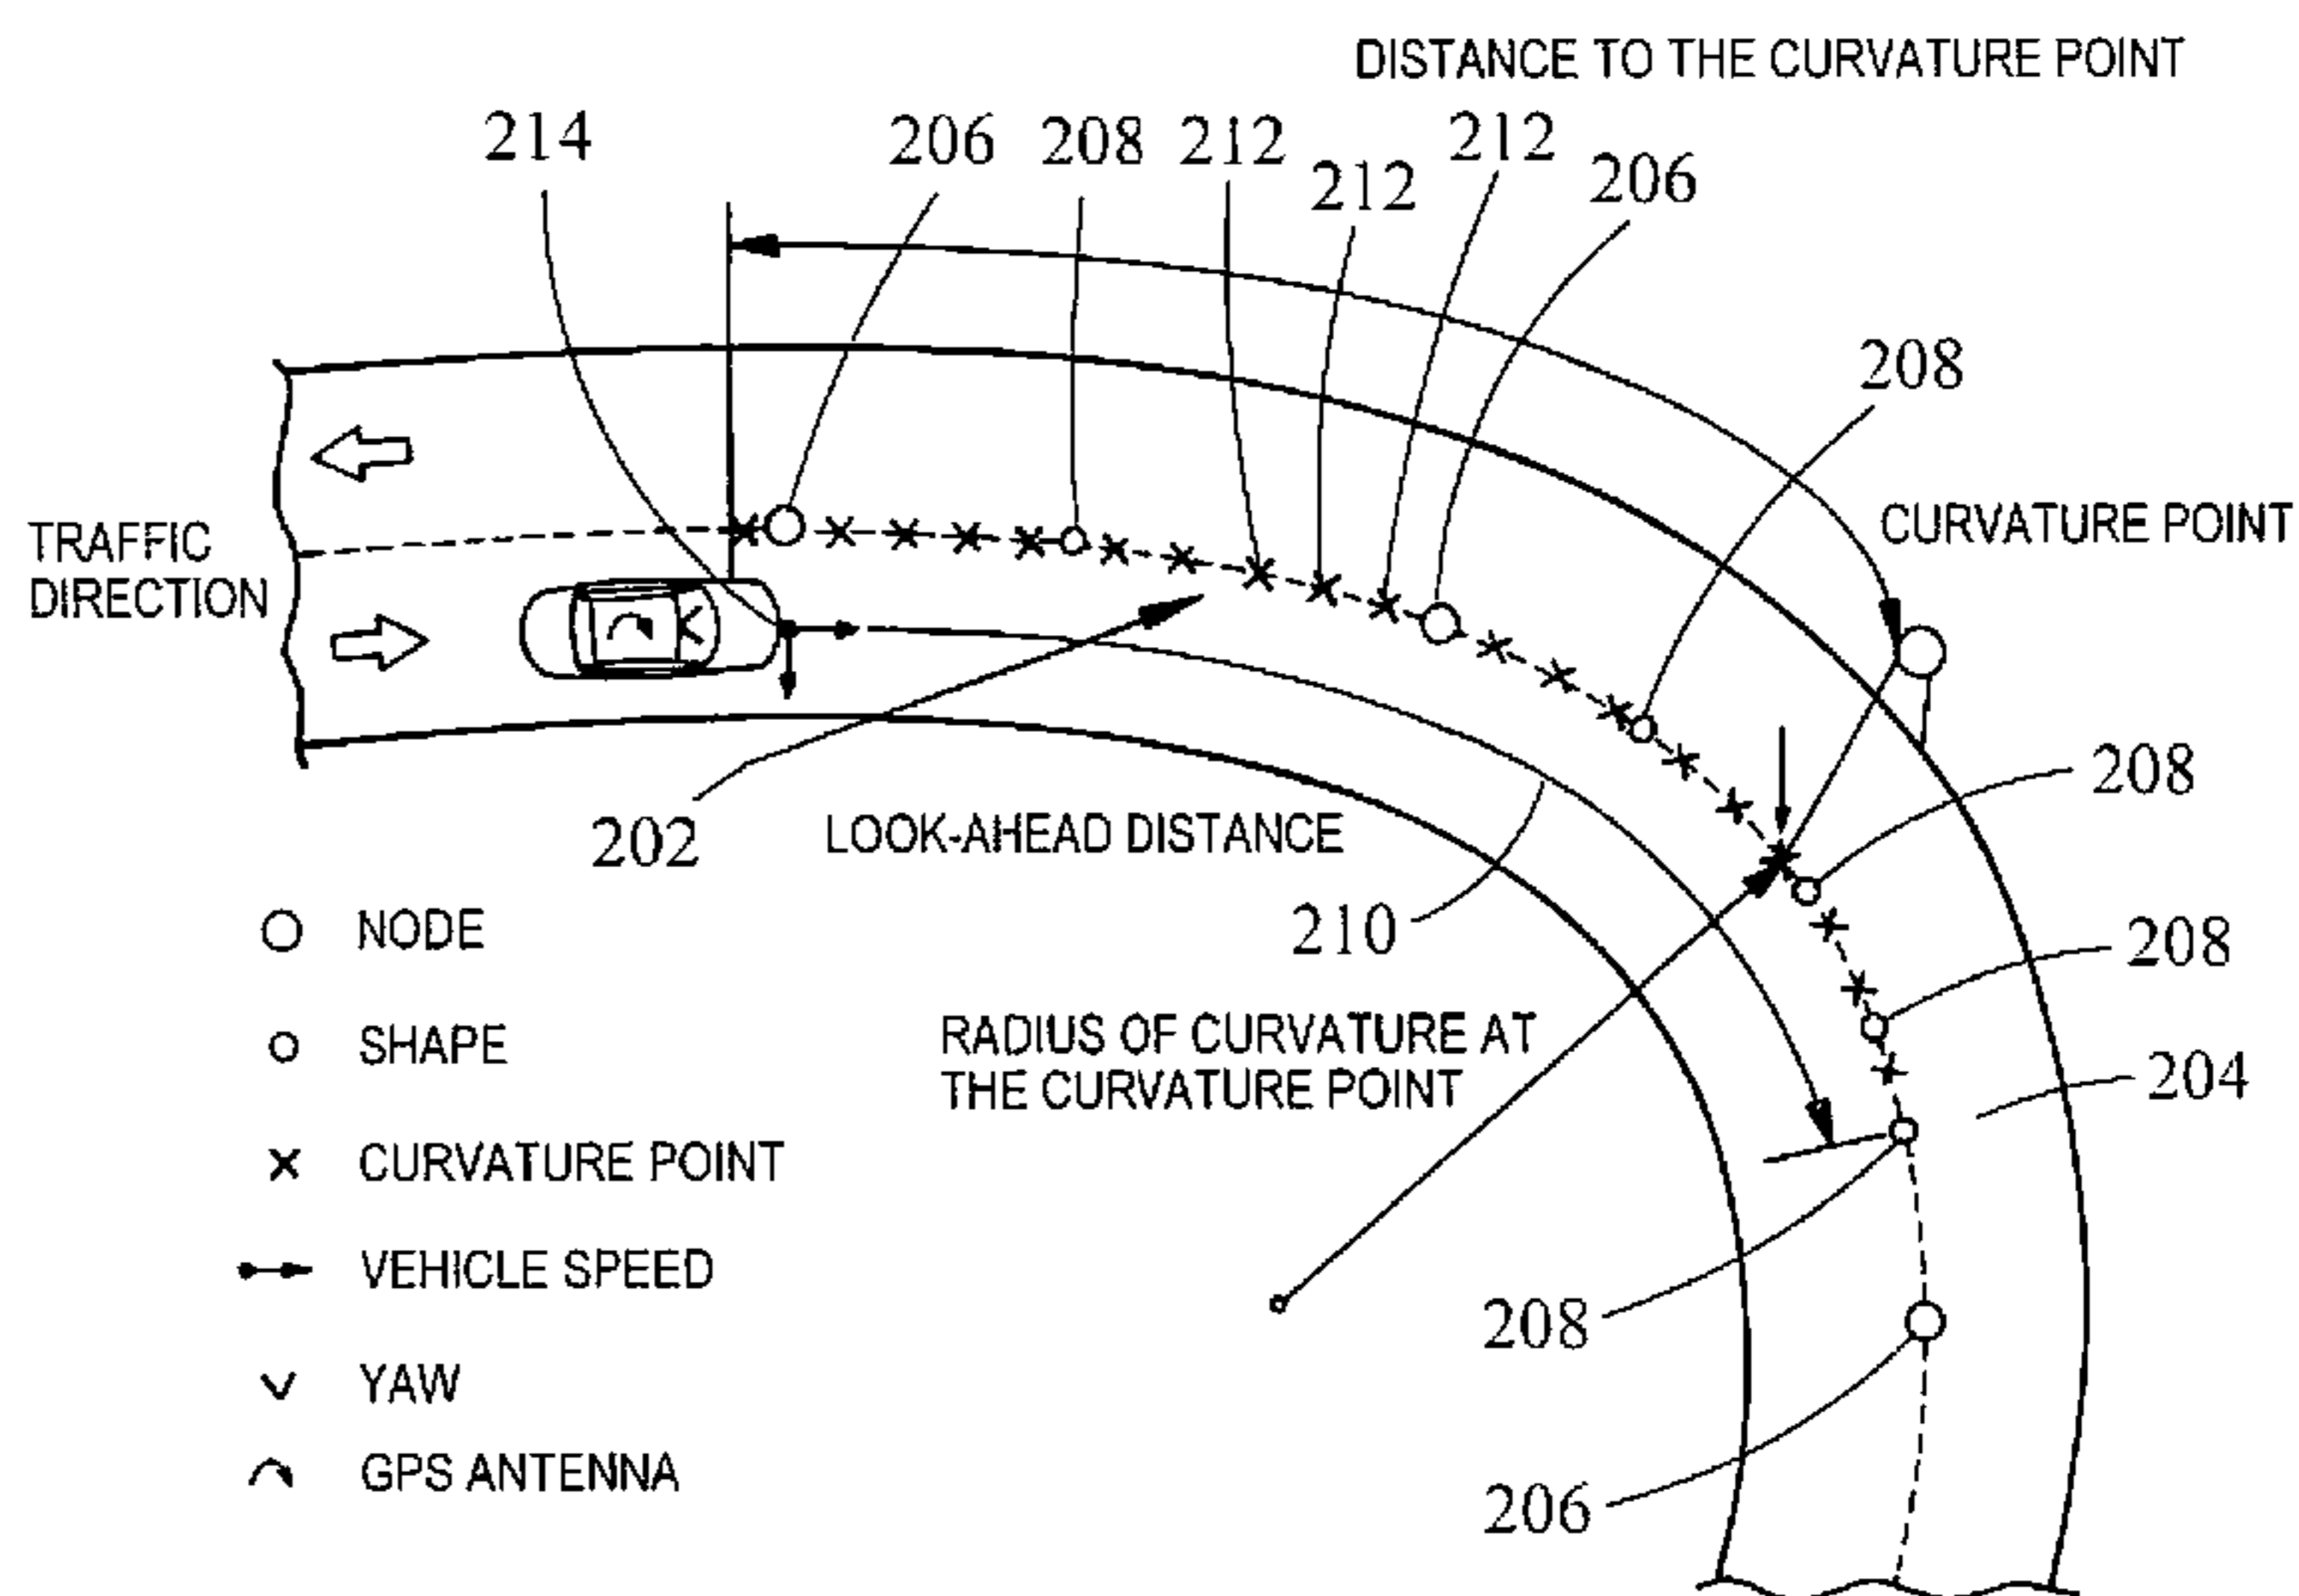 DISTANCE TO THE CURVATURE POINT
214
206
208
212
212
212
206
208
CURVATURE POINT
TRAFFIC
DIRECTION
208
202
LOOK-AHEAD DISTANCE
210
208
NODE
RADIUS OF CURVATURE AT
THE CURVATURE POINT
204
SHAPE
CURVATURE POINT
VEHICLE SPEED
208
YAW
GPS ANTENNA
206